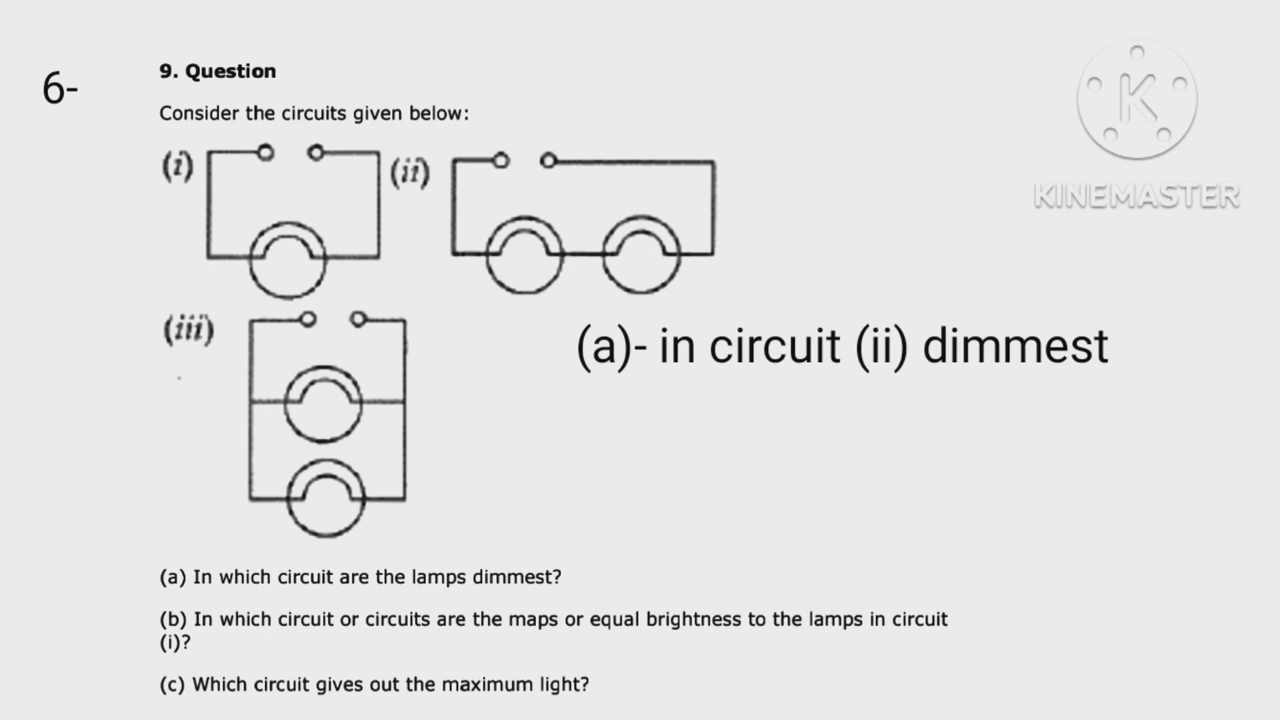 6-
9. Question
Consider the circuits given below:
(i)
(ii)
(iii)
(a)- in circuit (ii) dimmest
(a) In which circuit are the lamps dimmest?
(b) In which circuit or circuits are the maps or equal brightness to the lamps in circuit
(i)?
(c) Which circuit gives out the maximum light?
K
KINEMASTER